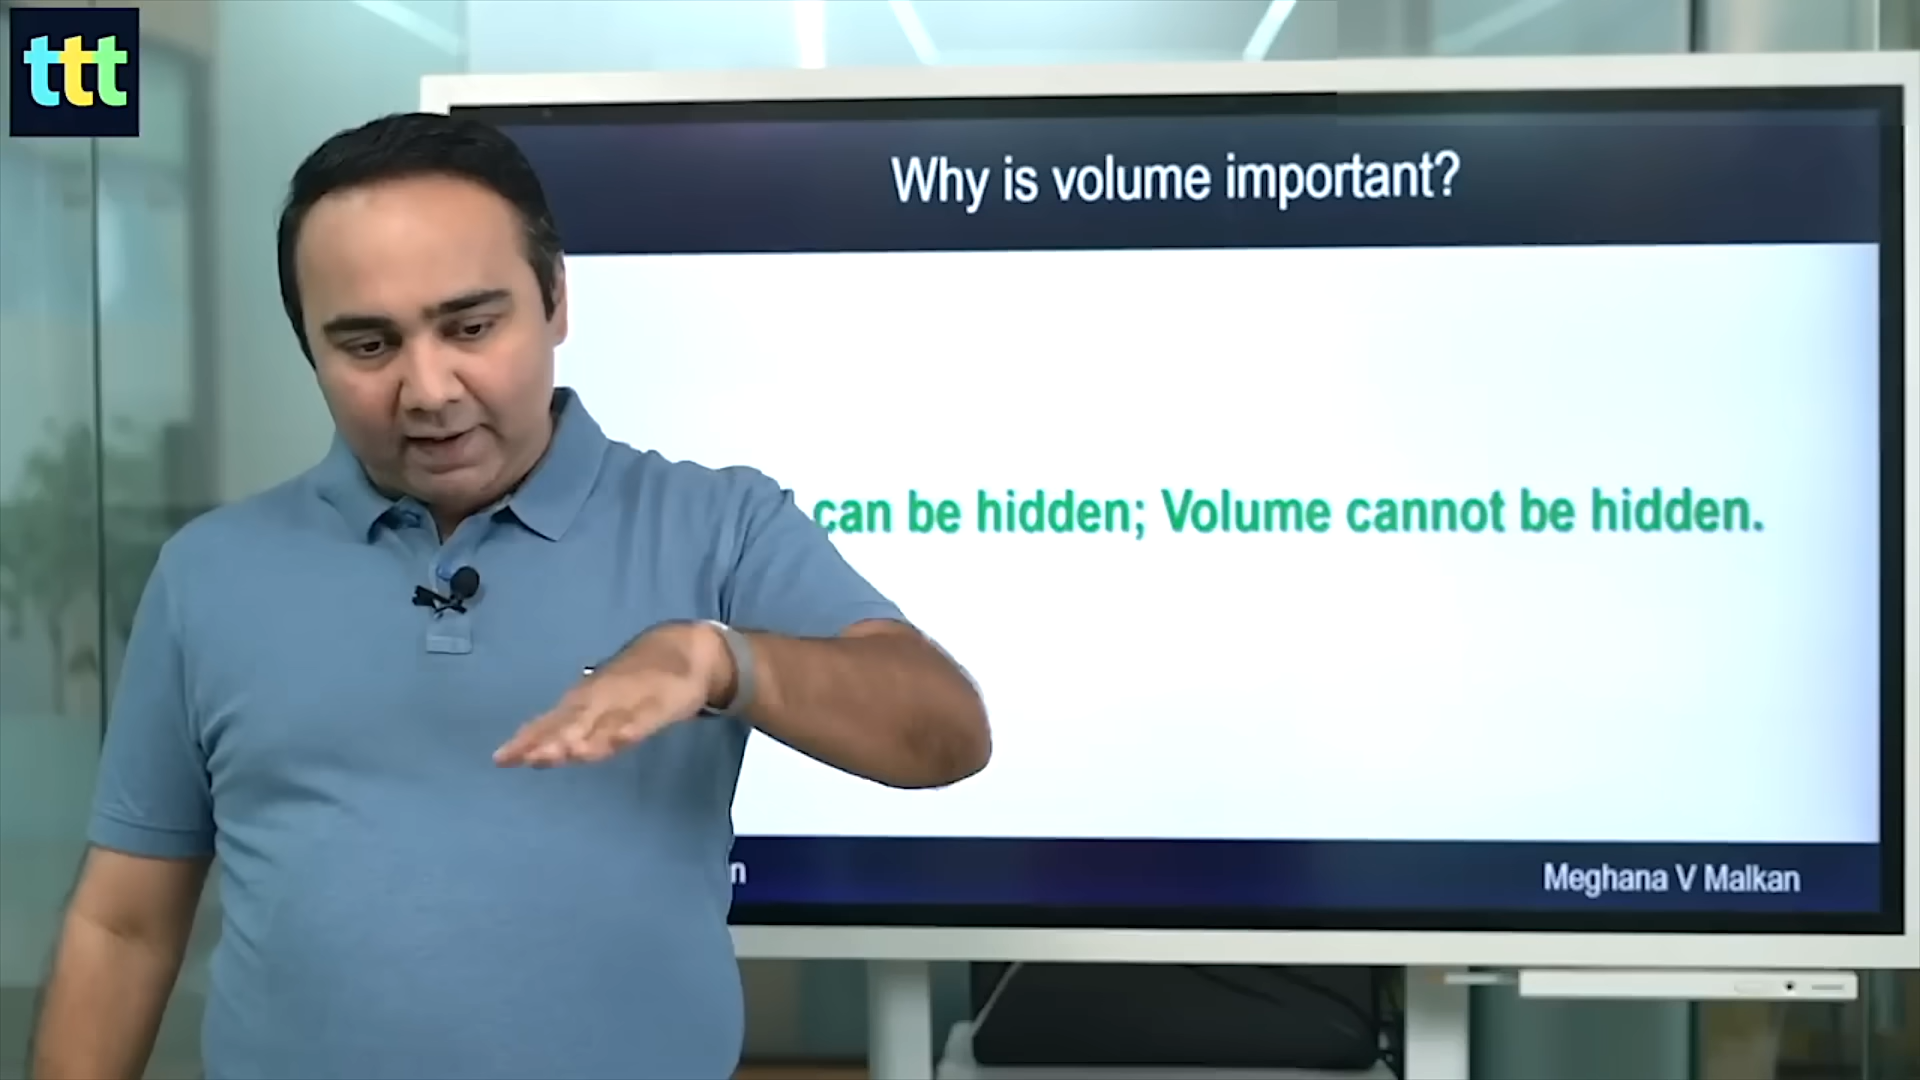 ttt
Why is volume important?
can be hidden; Volume cannot be hidden.
Meghana V Malkan